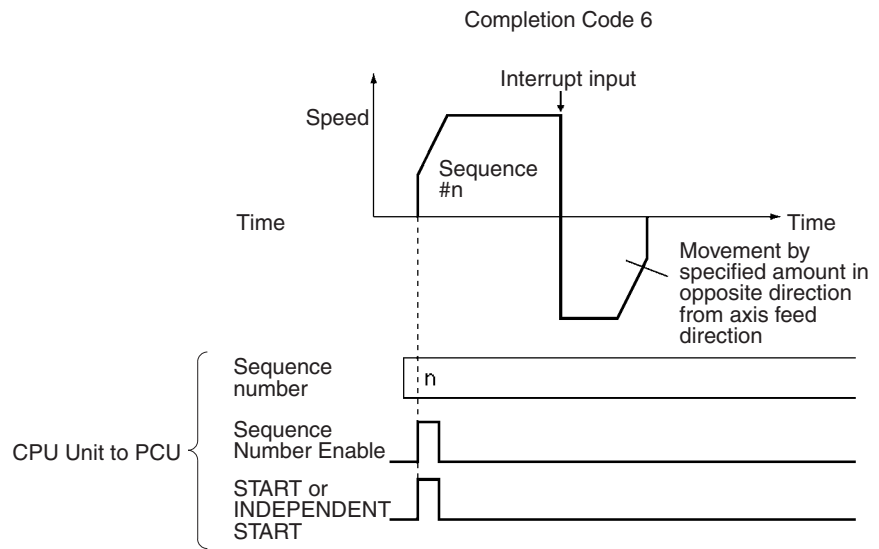 Completion Code 6
Interrupt input
Speed
Sequence
#n
Time
Time
Movement by
specified amount in
opposite direction
from axis feed
direction
Sequence
number
n
CPU Unit to PCU
Sequence
Number Enable
START or
INDEPENDENT
START